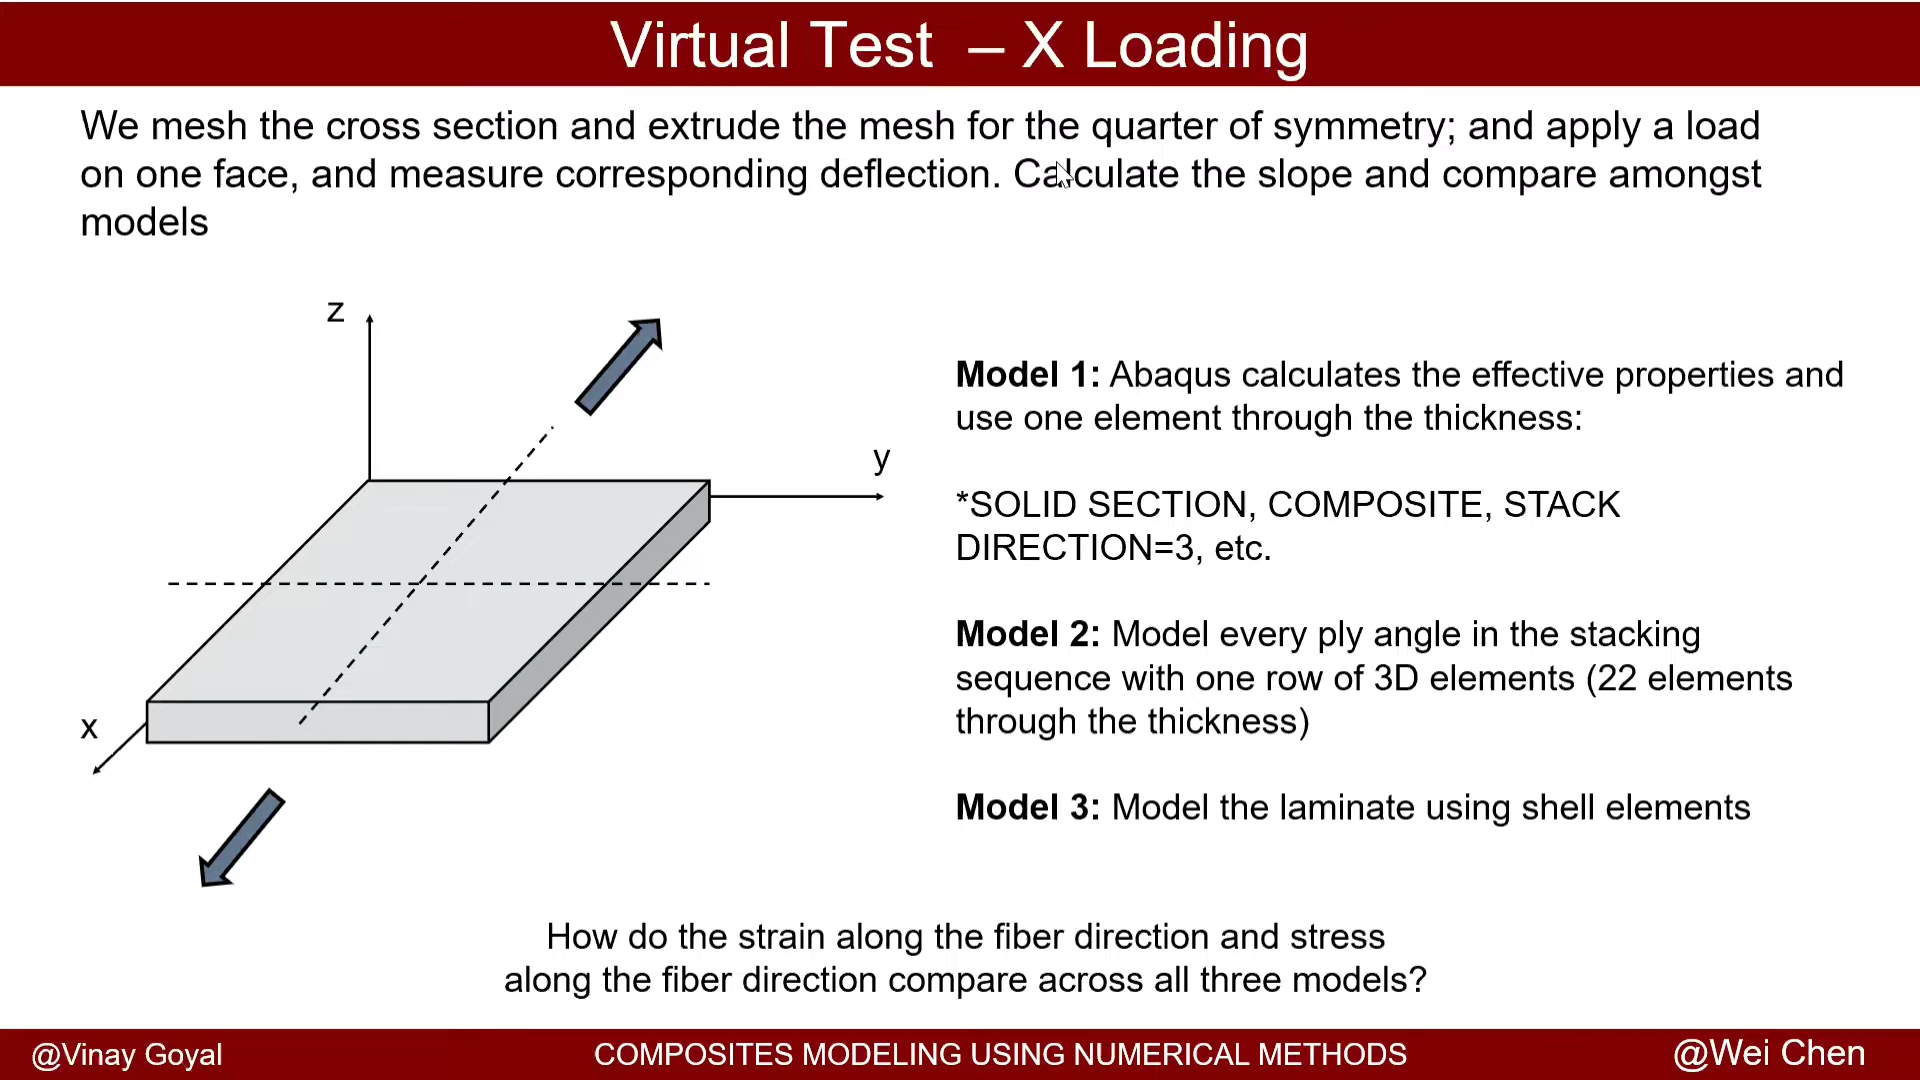 Virtual Test – X Loading
We mesh the cross section and extrude the mesh for the quarter of symmetry; and apply a load
on one face, and measure corresponding deflection. Calculate the slope and compare amongst
models
z
y
x
Model 1: Abaqus calculates the effective properties and
use one element through the thickness:
*SOLID SECTION, COMPOSITE, STACK
DIRECTION=3, etc.
Model 2: Model every ply angle in the stacking
sequence with one row of 3D elements (22 elements
through the thickness)
Model 3: Model the laminate using shell elements
How do the strain along the fiber direction and stress
along the fiber direction compare across all three models?
@Vinay Goyal
COMPOSITES MODELING USING NUMERICAL METHODS
@Wei Chen